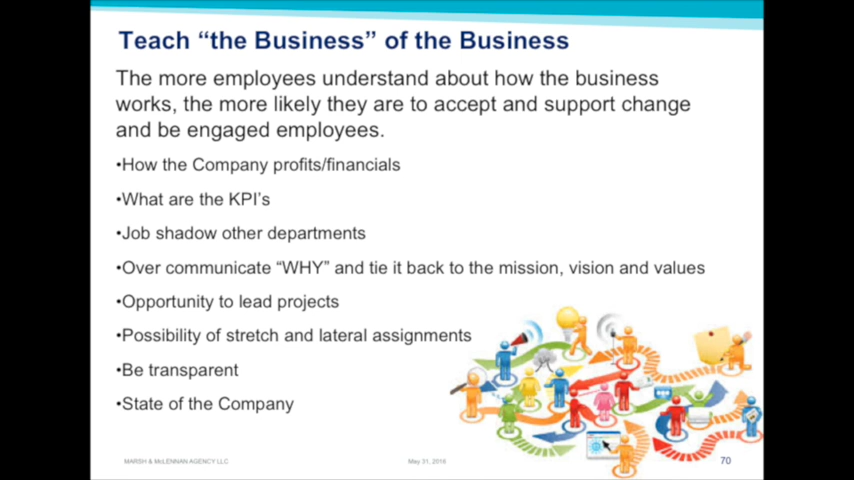 Teach “the Business” of the Business
The more employees understand about how the business
works, the more likely they are to accept and support change
and be engaged employees.
•How the Company profits/financials
•What are the KPI's
•Job shadow other departments
•Over communicate “WHY” and tie it back to the mission, vision and values
•Opportunity to lead projects
•Possibility of stretch and lateral assignments
•Be transparent
•State of the Company
MARSH & McLENNAN AGENCY LLC
May 31, 2016
70